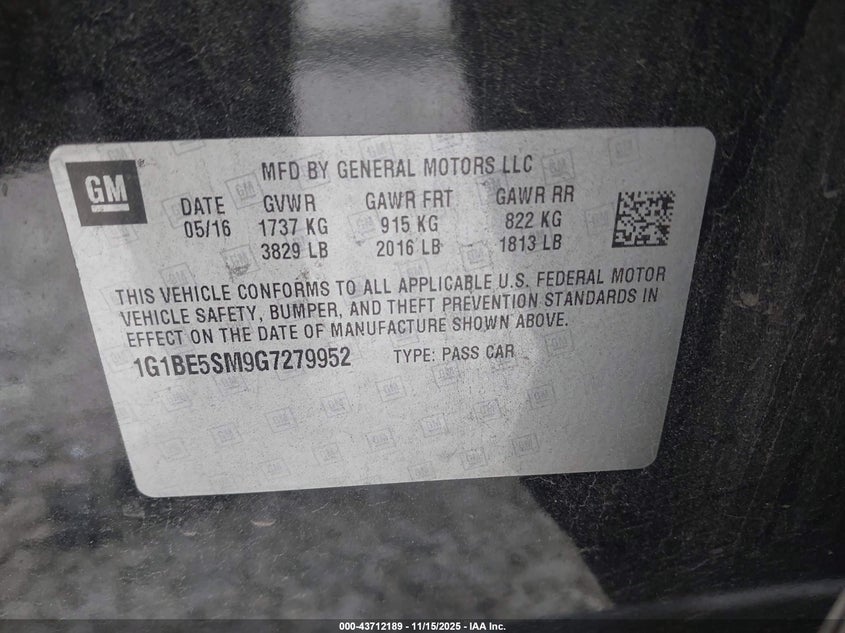 GM
MFD BY GENERAL MOTORS LLC
DATE GVWR GAWR FRT GAWR RR
05/16 1737 KG 915 KG 822 KG
3829 LB 2016 LB 1813 LB
THIS VEHICLE CONFORMS TO ALL APPLICABLE U.S. FEDERAL MOTOR
VEHICLE SAFETY, BUMPER, AND THEFT PREVENTION STANDARDS IN
EFFECT ON THE DATE OF MANUFACTURE SHOWN ABOVE.
1G1BE5SM9G7279952 TYPE: PASS CAR
000-43712189 - 11/15/2025 - IAA Inc.